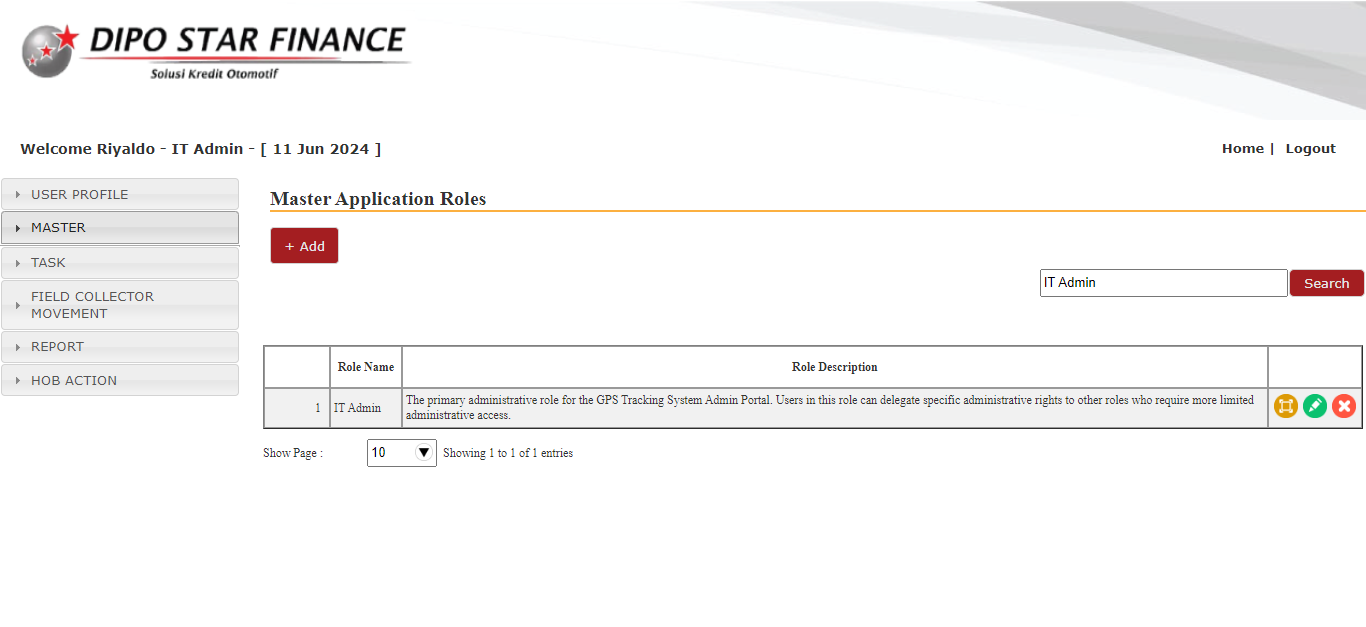 DIPO STAR FINANCE
Solusi Kredit Otomotif
Welcome Riyaldo - IT Admin - [ 11 Jun 2024 ]
Home | Logout
USER PROFILE
MASTER
TASK
FIELD COLLECTOR
MOVEMENT
REPORT
HOB ACTION
Master Application Roles
+ Add
IT Admin
Search
Role Name
Role Description
1
IT Admin
The primary administrative role for the GPS Tracking System Admin Portal. Users in this role can delegate specific administrative rights to other roles who require more limited
administrative access.
Show Page :
10
Showing 1 to 1 of 1 entries